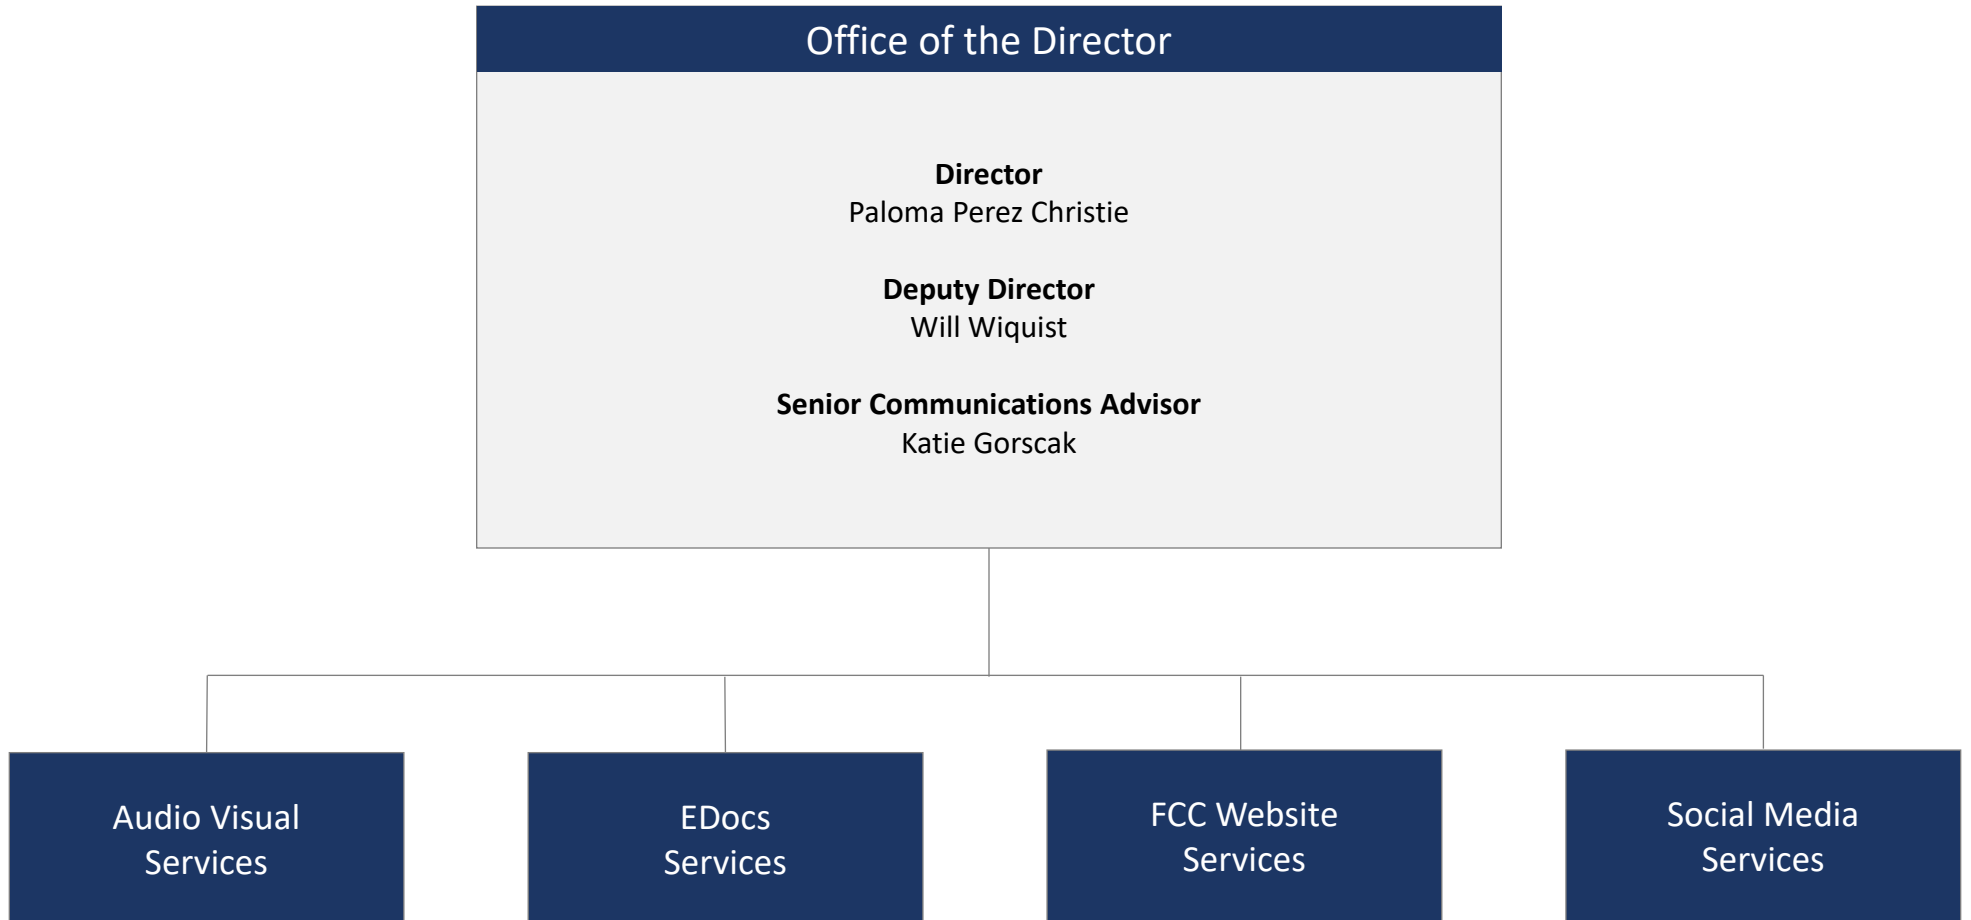 Office of the Director
Director
Paloma Perez Christie
Deputy Director
Will Wiquist
Senior Communications Advisor
Katie Gorscak
Audio Visual
Services
EDocs
Services
FCC Website
Services
Social Media
Services